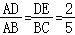 AD/AB = DE/BC = 2/5